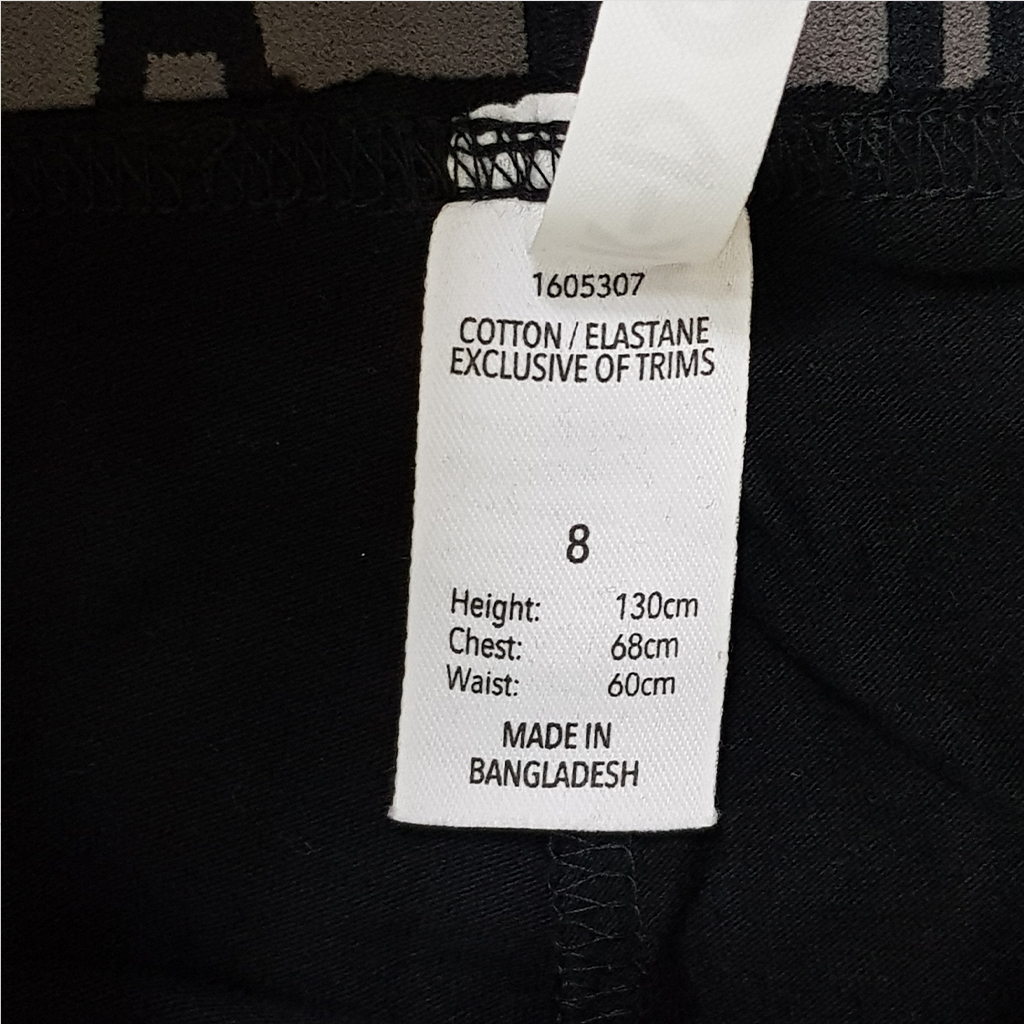 1605307
COTTON / ELASTANE
EXCLUSIVE OF TRIMS
8
Height: 130cm
Chest: 68cm
Waist: 60cm
MADE IN
BANGLADESH